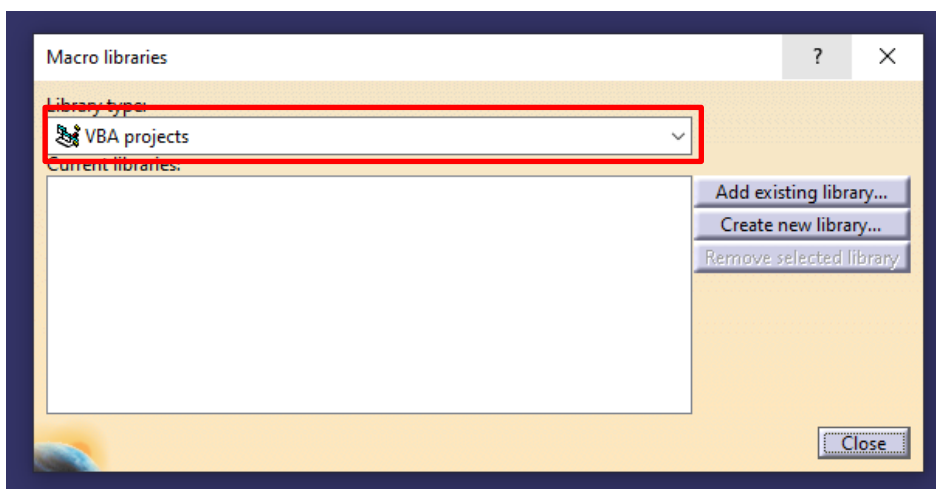 Macro libraries
?
Library type:
VBA projects
Current libraries:
Add existing library...
Create new library...
Remove selected library
Close